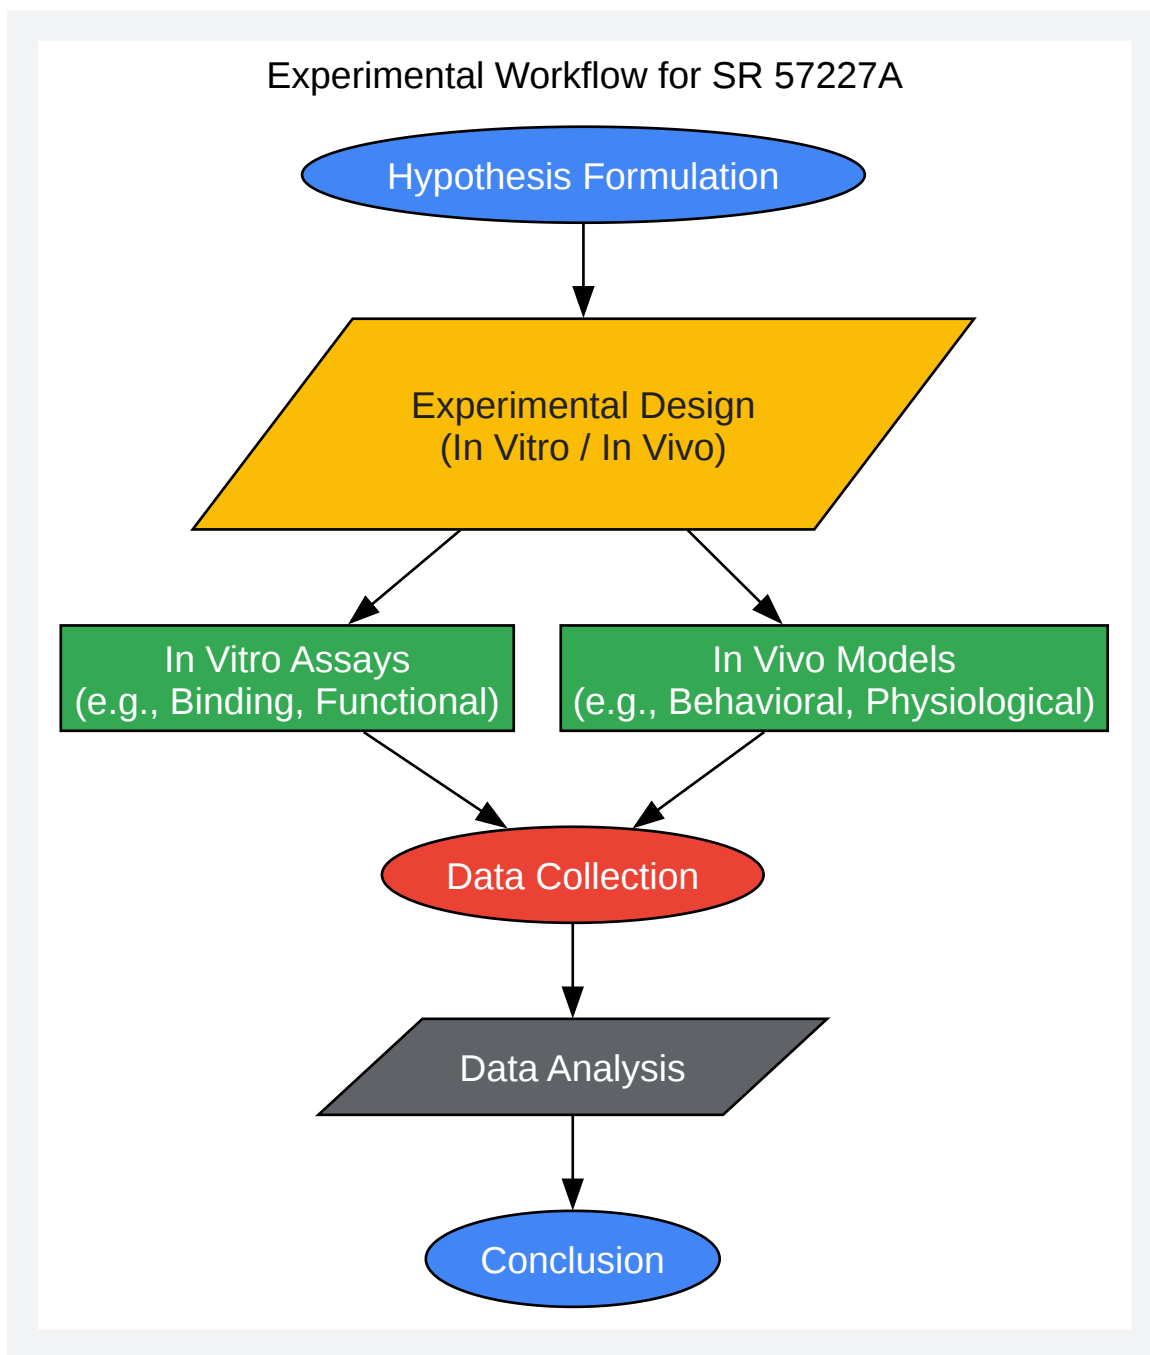 Experimental Workflow for SR 57227A
Hypothesis Formulation
Experimental Design
(In Vitro / In Vivo)
In Vitro Assays
(e.g., Binding, Functional)
In Vivo Models
(e.g., Behavioral, Physiological)
Data Collection
Data Analysis
Conclusion